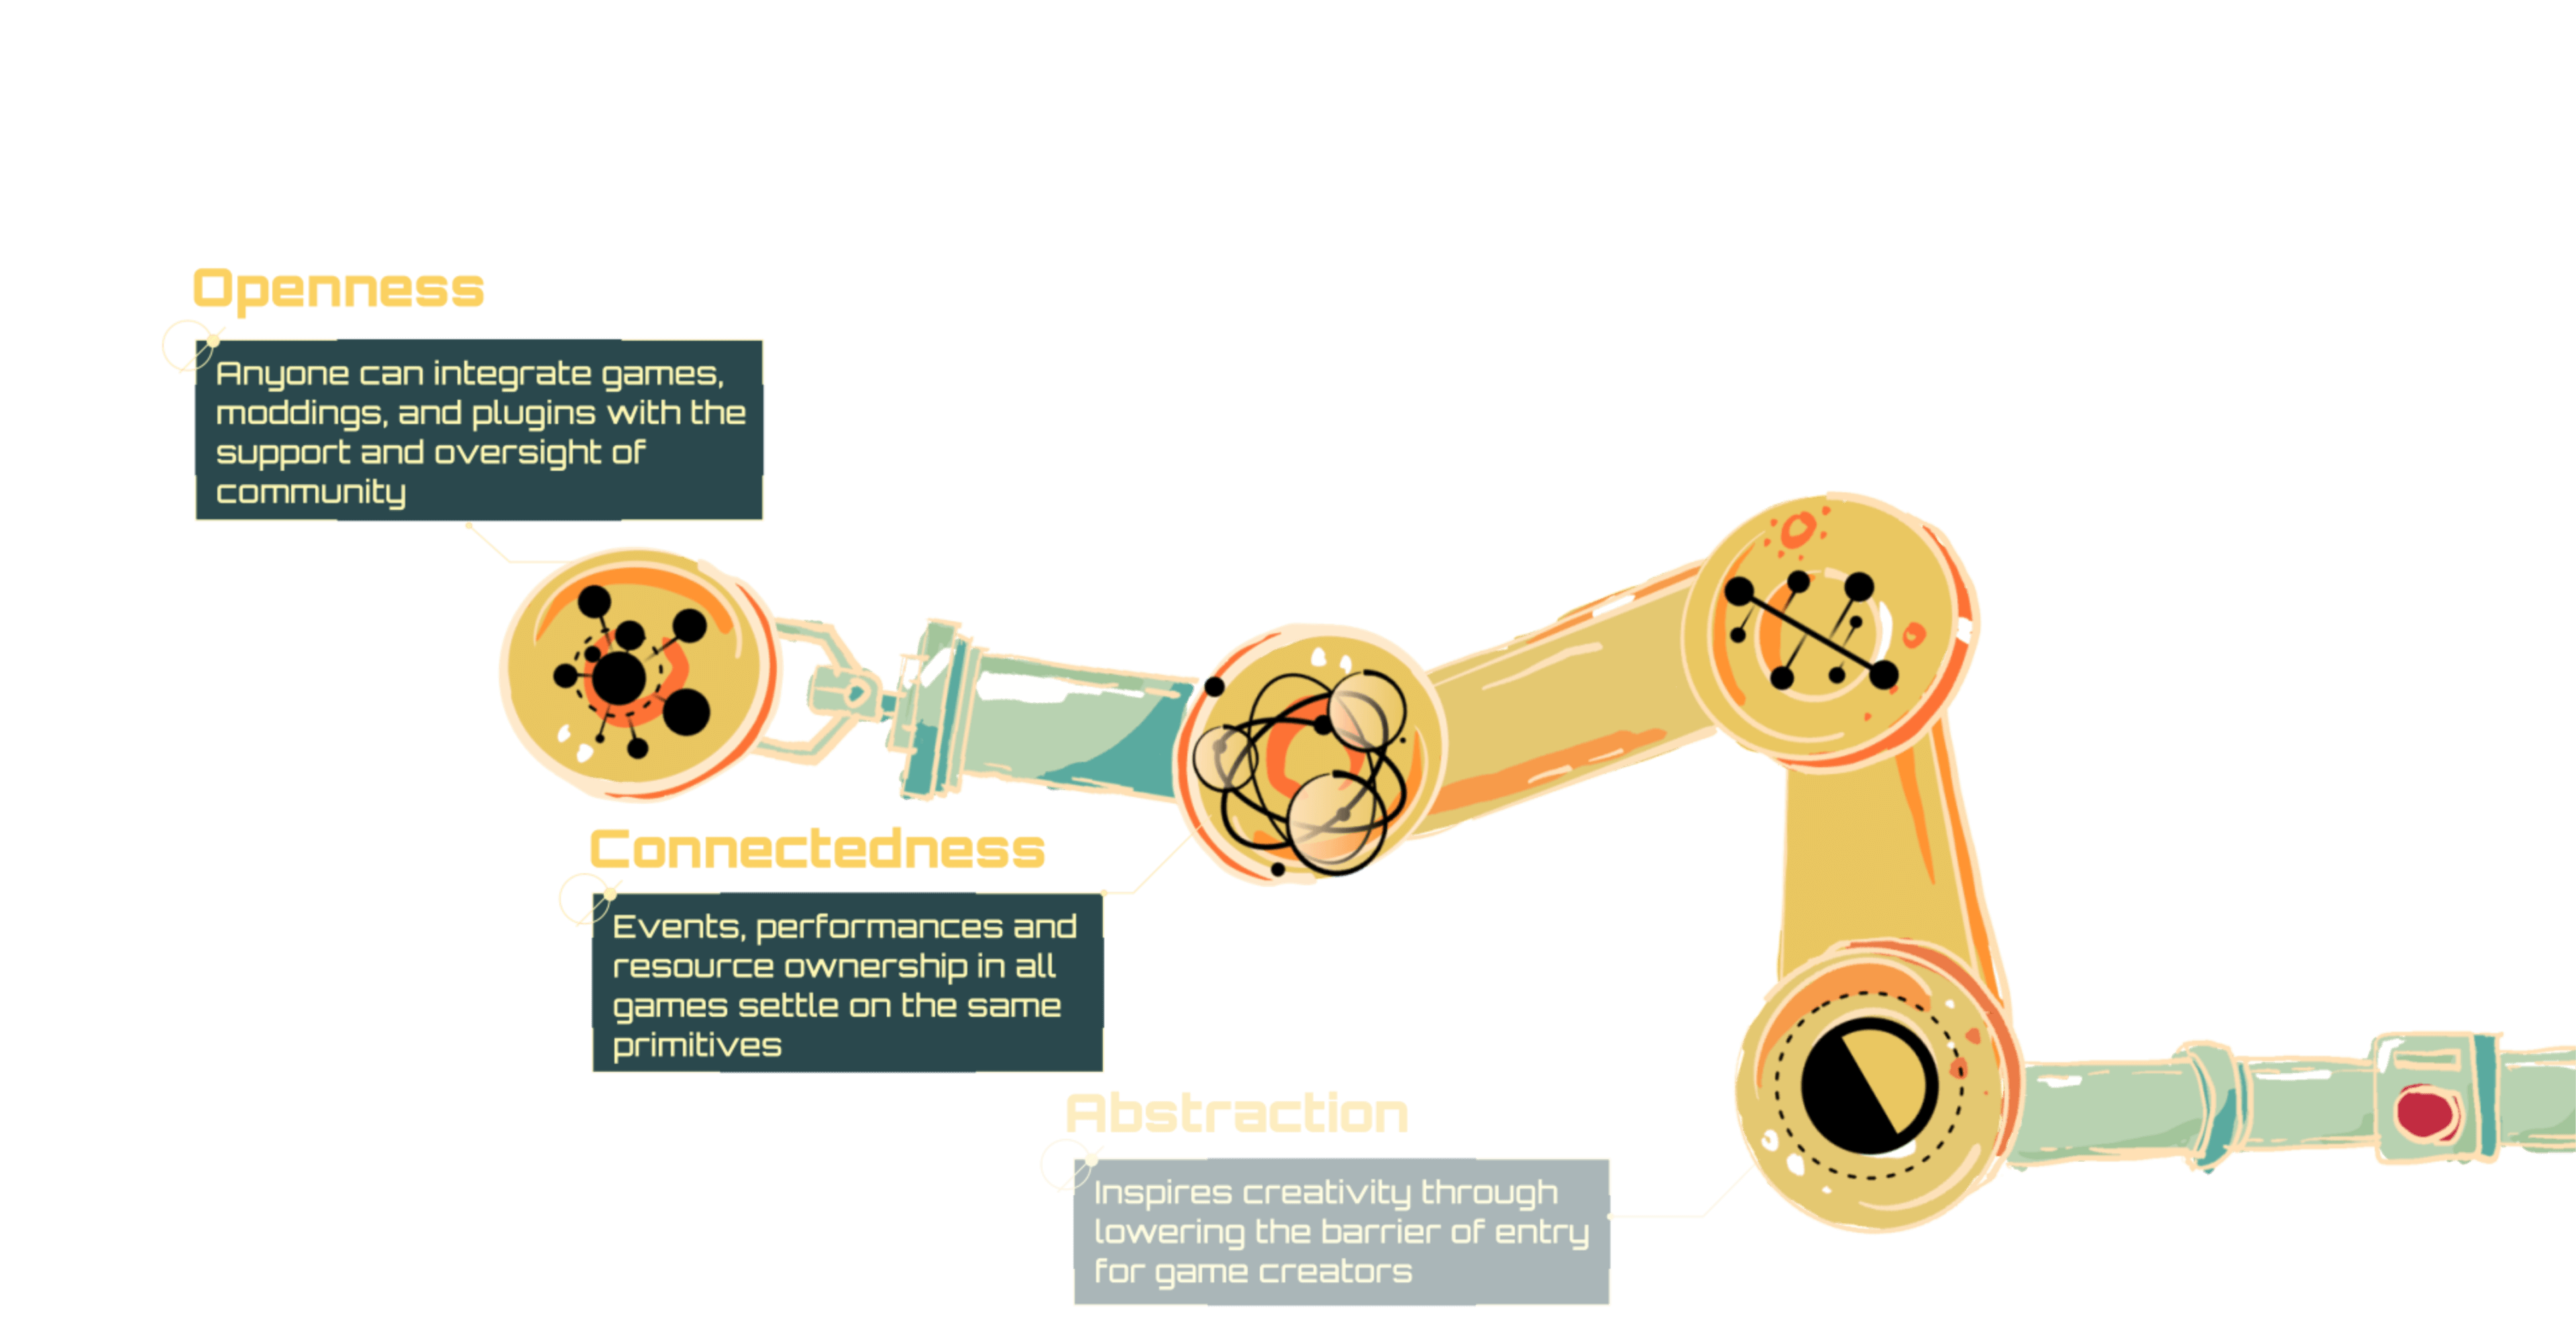 Openness
Anyone can integrate games,
moddings, and plugins with the
support and oversight of
community
Connectedness
Events, performances and
resource ownership in all
games settle on the same
primitives
Abstraction
Inspires creativity through
lowering the barrier of entry
for game creators